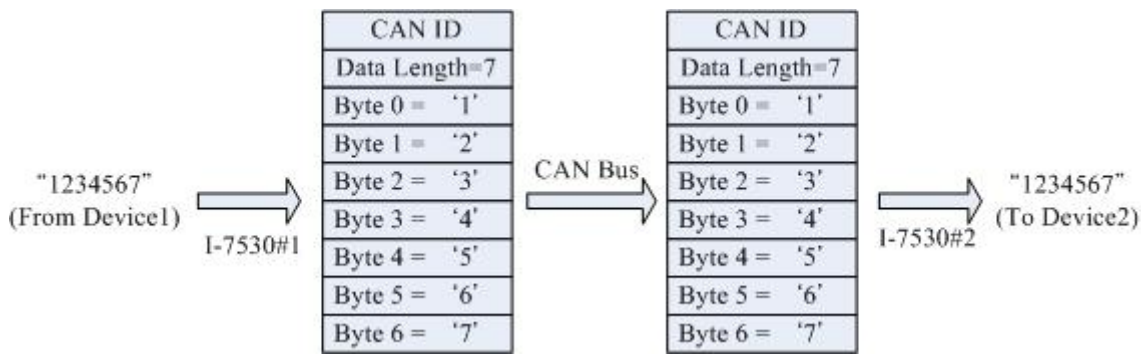 "1234567"
(From Device1)
I-7530#1
CAN ID
Data Length=7
Byte 0 = ‘1’
Byte 1 = ‘2’
Byte 2 = ‘3’
Byte 3 = ‘4’
Byte 4 = ‘5’
Byte 5 = ‘6’
Byte 6 = ‘7’
CAN Bus
CAN ID
Data Length=7
Byte 0 = ‘1’
Byte 1 = ‘2’
Byte 2 = ‘3’
Byte 3 = ‘4’
Byte 4 = ‘5’
Byte 5 = ‘6’
Byte 6 = ‘7’
I-7530#2
"1234567"
(To Device2)